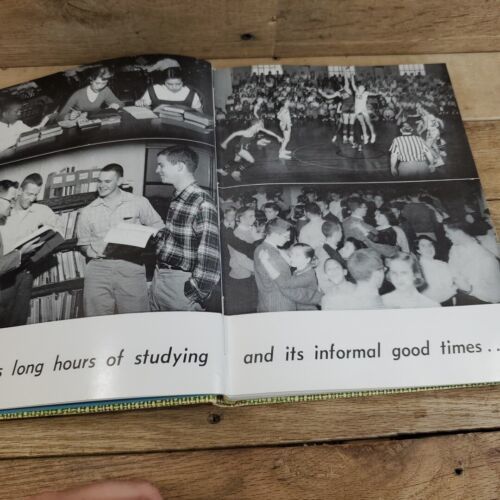 long hours of studying
and its informal good times...